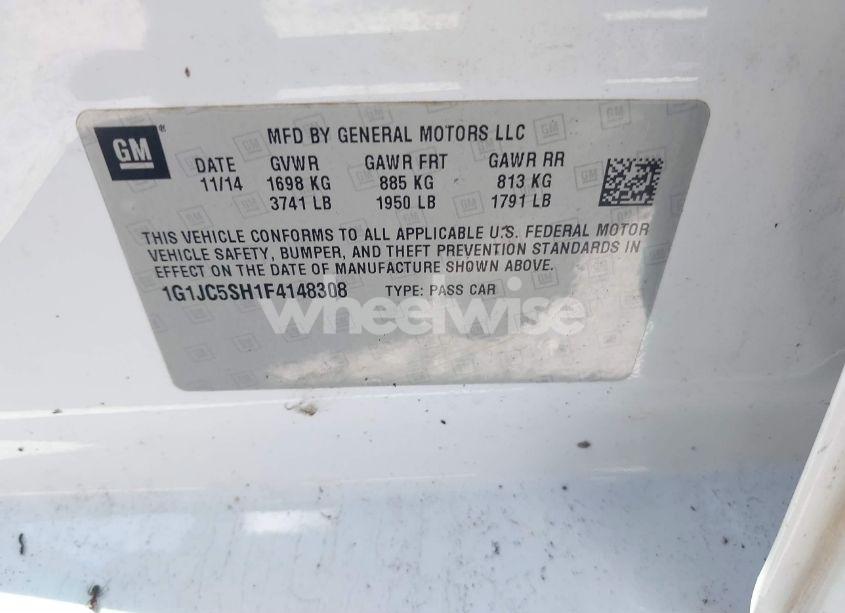 GM
®
MFD BY GENERAL MOTORS LLC
DATE GVWR GAWR FRT GAWR RR
11/14 1698 KG 885 KG 813 KG
3741 LB 1950 LB 1791 LB
THIS VEHICLE CONFORMS TO ALL APPLICABLE U.S. FEDERAL MOTOR
VEHICLE SAFETY, BUMPER, AND THEFT PREVENTION STANDARDS IN
EFFECT ON THE DATE OF MANUFACTURE SHOWN ABOVE.
1G1JC5SH1F4148308 TYPE: PASS CAR
wheelwise